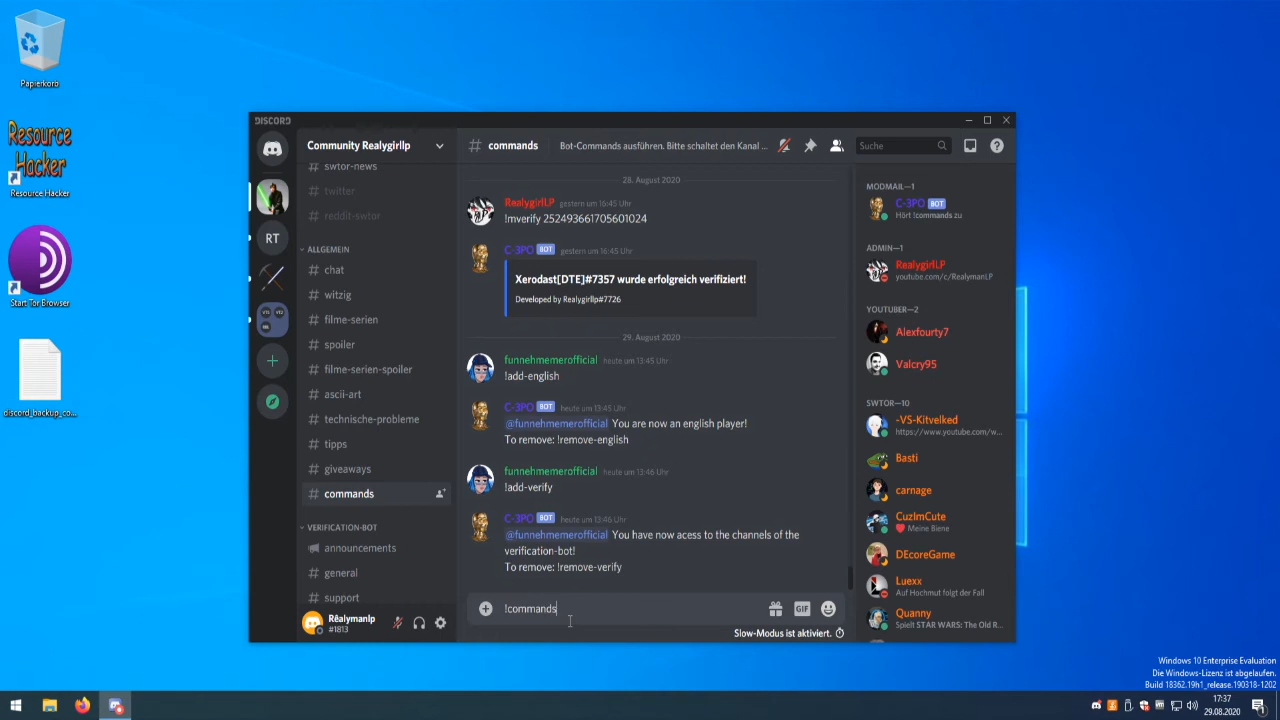 Papierkorb
Resource
Hacker
Resource Hacker
Start Tor Browser
discord_backup_co...
DISCORD
Community Realygirllp
swtor-news
twitter
reddit-swtor
ALLGEMEIN
chat
witzig
filme-serien
spoiler
filme-serien-spoiler
ascii-art
technische-probleme
tipps
giveaways
commands
VERIFICATION-BOT
announcements
general
support
RT
Rêalymanlp
#1813
commands
Bot-Commands ausführen. Bitte schaltet den Kanal ...
Suche
28. August 2020
RealygirlLP gestern um 16:45 Uhr
!mverify 252493661705601024
C-3PO BOT gestern um 16:45 Uhr
Xerodast[DTE]#7357 wurde erfolgreich verifiziert!
Developed by Realygirllp#7726
29. August 2020
funnehmemerofficial heute um 13:45 Uhr
!add-english
C-3PO BOT heute um 13:45 Uhr
@funnehmemerofficial You are now an english player!
To remove: !remove-english
funnehmemerofficial heute um 13:46 Uhr
!add-verify
C-3PO BOT heute um 13:46 Uhr
@funnehmemerofficial You have now acess to the channels of the
verification-bot!
To remove: !remove-verify
!commands
GIF
Slow-Modus ist aktiviert.
MODMAIL—1
C-3PO BOT
Hört !commands zu
ADMIN—1
RealygirlLP
youtube.com/c/RealymanLP
YOUTUBER—2
Alexfourty7
Valcry95
SWTOR—10
-VS-Kitvelked
https://www.youtube.com/w...
Basti
carnage
CuzImCute
Meine Biene
DEcoreGame
Luexx
Auf Hochmut folgt der Fall
Quanny
Spielt STAR WARS: The Old R...
Windows 10 Enterprise Evaluation
Die Windows-Lizenz ist abgelaufen.
Build 18362.19h1_release.190318-1202
17:37
29.08.2020